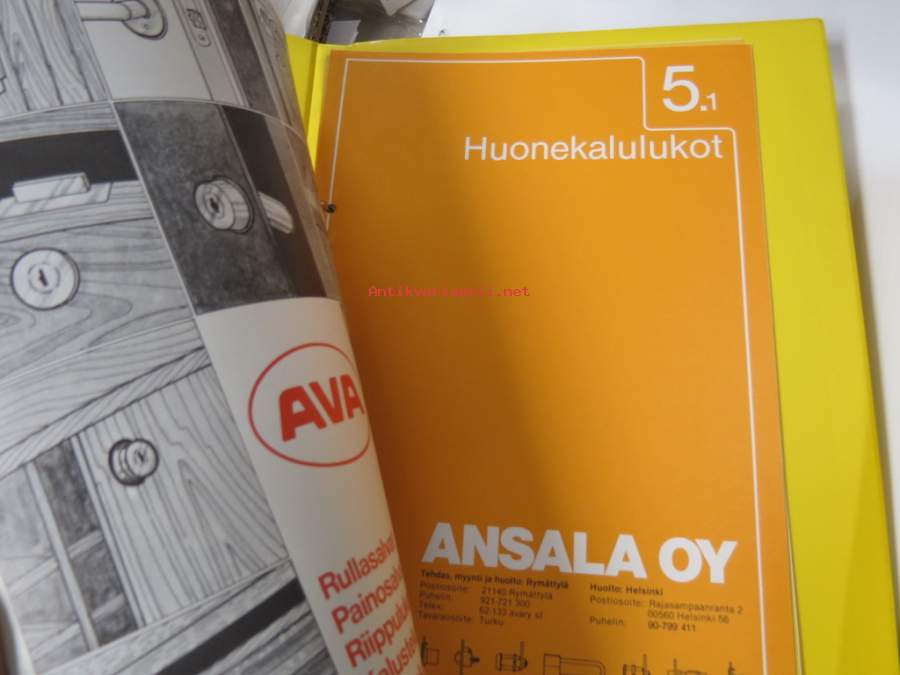 AVA
Painosal
5.1
Huonekalulukot
Antikvariaatti.net
ANSALA OY
Tehdas, myynti ja huolto: Rymättylä
Postiosoite: 21140 Rymättylä
Puhelin: 921-721 300
Telex: 62-133 avary sf
Tavaraosoite: Turku
Huolto: Helsinki
Postiosoite: Rajasampaanranta 2
00560 Helsinki 56
Puhelin: 90-799 411